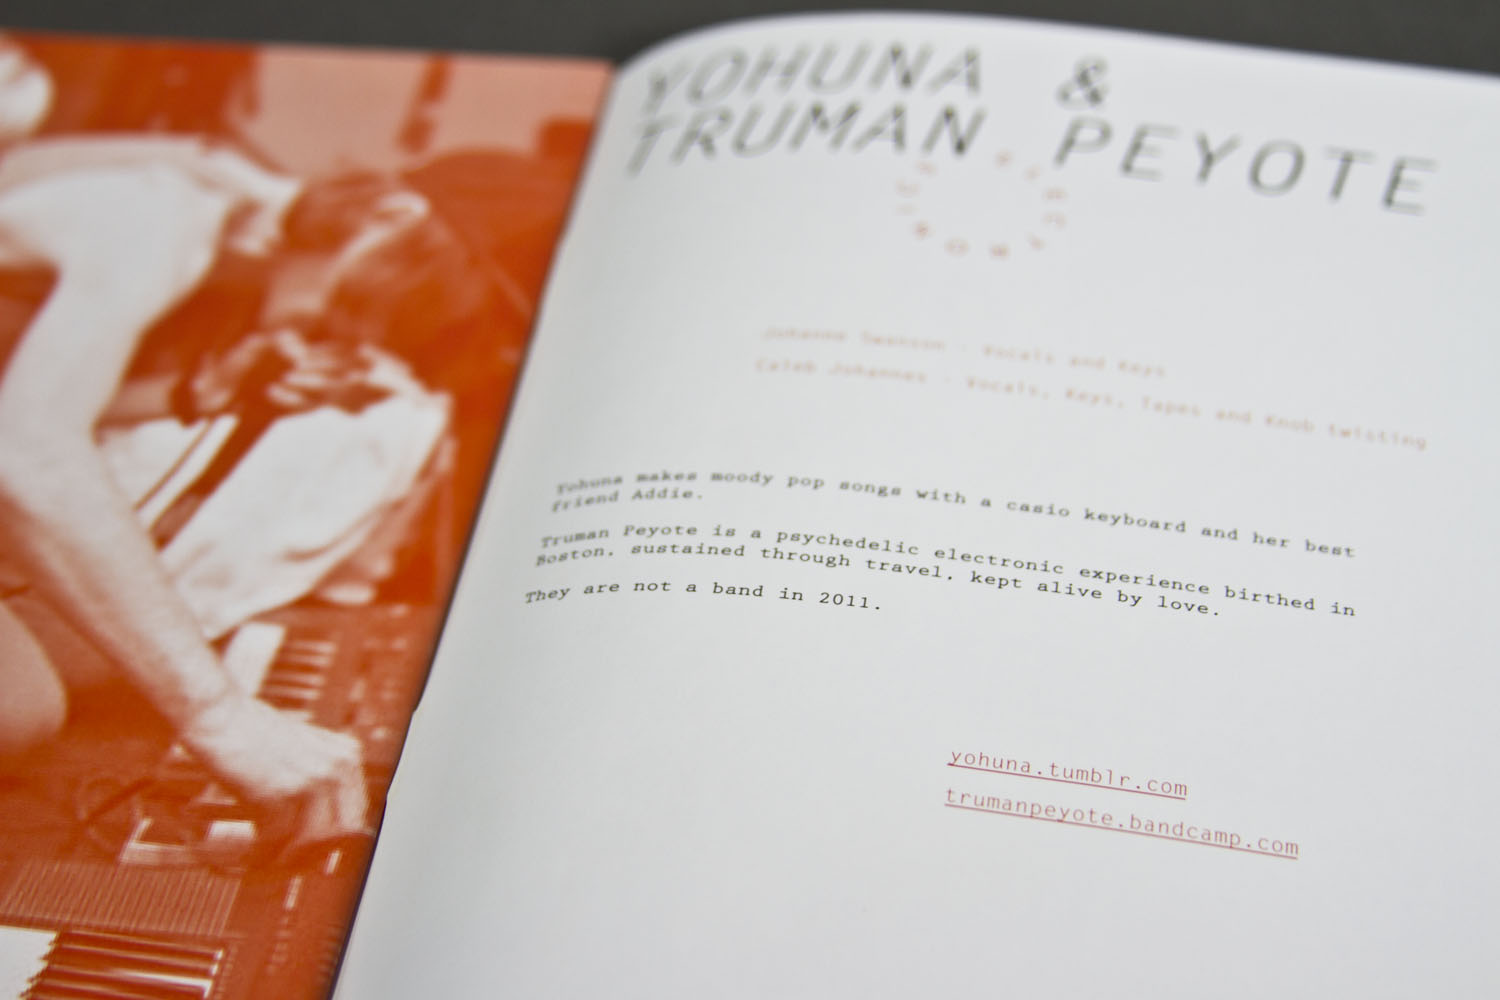 YOHUNA &
TRUMAN PEYOTE
Johanne Swanson - Vocals and Keys
Caleb Johannes - Vocals, Keys, Tapes and Knob twisting
Yohuna makes moody pop songs with a casio keyboard and her best
friend Addie.
Truman Peyote is a psychedelic electronic experience birthed in
Boston, sustained through travel, kept alive by love.
They are not a band in 2011.
yohuna.tumblr.com
trumanpeyote.bandcamp.com